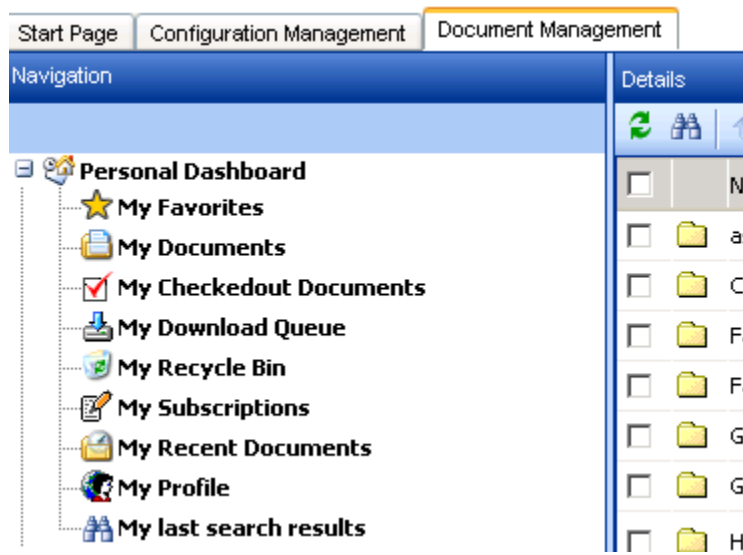 Start Page Configuration Management Document Management
Navigation
Details
Personal Dashboard
My Favorites
My Documents
My Checkedout Documents
My Download Queue
My Recycle Bin
My Subscriptions
My Recent Documents
My Profile
My last search results